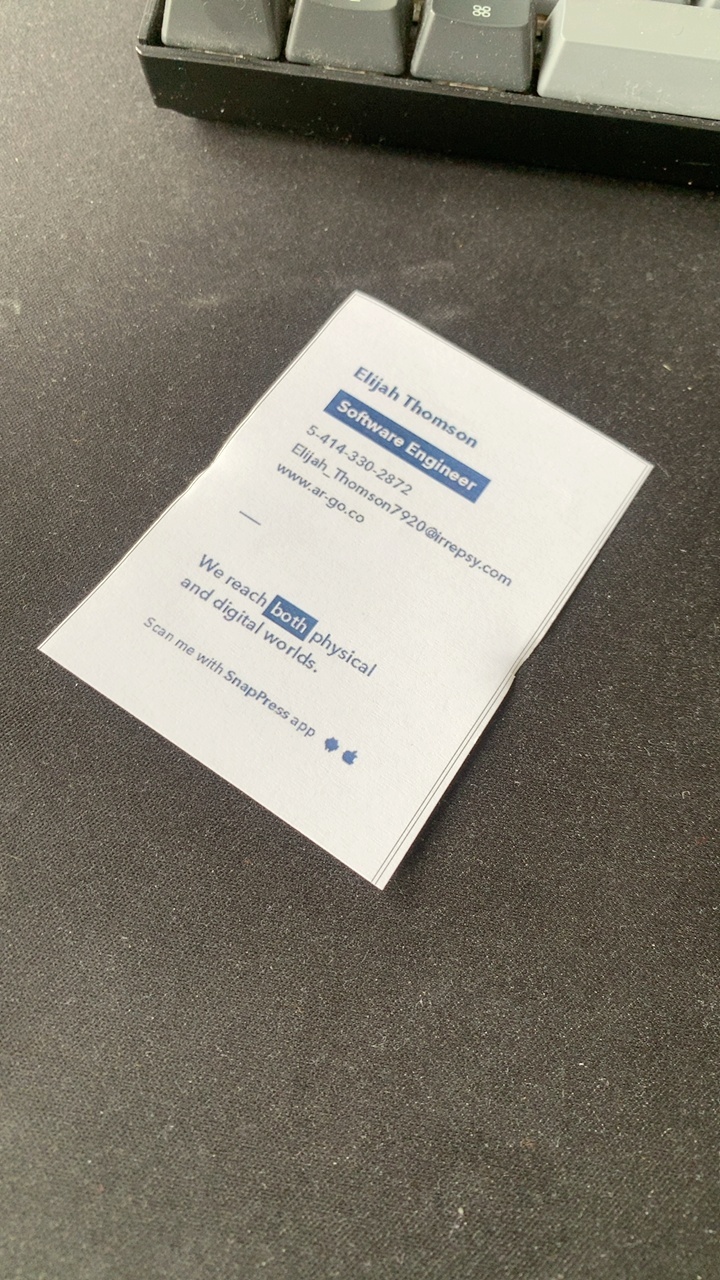 Elijah Thomson
Software Engineer
5-414-330-2872
Elijah_Thomson7920@irrepsy.com
www.ar-go.co
We reach both physical
and digital worlds.
Scan me with SnapPress app